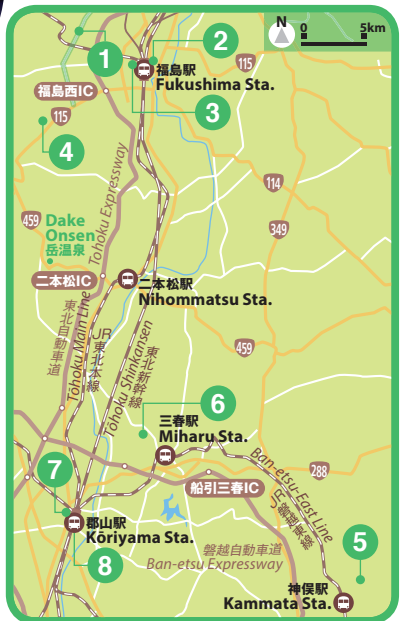 N
0 5km
1
2
115
福島駅
Fukushima Sta.
3
福島西IC
115
4
114
349
459
Dake
Onsen
岳温泉
Tohoku Expressway
二本松IC
二本松駅
Nihommatsu Sta.
東北自動車道
Tōhoku Main Line
JR東北本線
Tōhoku Shinkansen
東北新幹線
459
6
三春駅
Miharu Sta.
Ban-etsu-East Line
JR磐越東線
288
船引三春IC
7
郡山駅
Kōriyama Sta.
8
磐越自動車道
Ban-etsu Expressway
5
神俣駅
Kammata Sta.